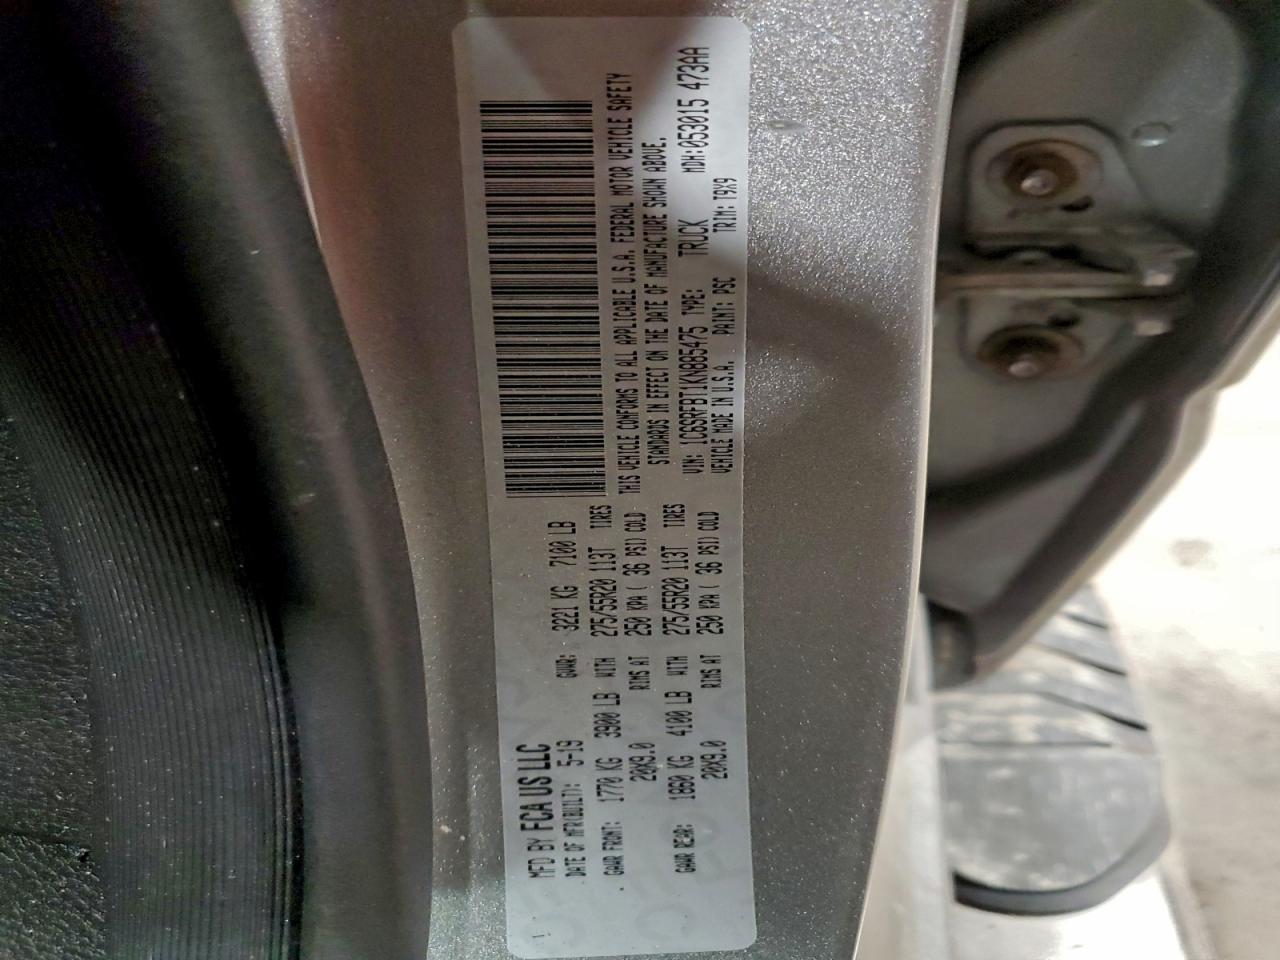 MFD BY FCA US LLC
DATE OF MFR(BUILT): 5-19 GVWR: 3221 KG 7100 LB
GAWR FRONT: 1770 KG 3900 LB WITH 275/55R20 113T TIRES
20X9.0 RIMS AT 250 KPA ( 36 PSI) COLD
GAWR REAR: 1860 KG 4100 LB WITH 275/55R20 113T TIRES
20X9.0 RIMS AT 250 KPA ( 36 PSI) COLD
THIS VEHICLE CONFORMS TO ALL APPLICABLE U.S.A. FEDERAL MOTOR VEHICLE SAFETY
STANDARDS IN EFFECT ON THE DATE OF MANUFACTURE SHOWN ABOVE.
VIN: 1C6SRFBT1KN885475 TYPE: TRUCK MDH:053015 473AA
VEHICLE MADE IN U.S.A. PAINT: PSC TRIM: T9X9